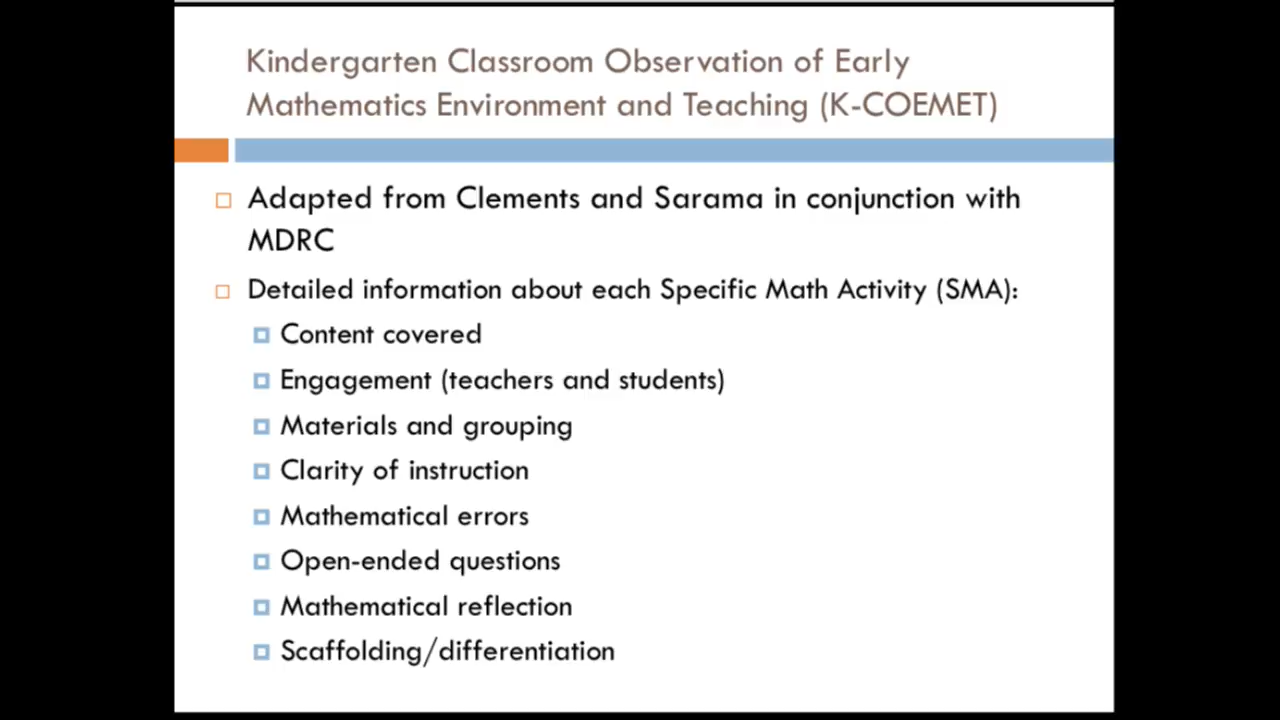 Kindergarten Classroom Observation of Early
Mathematics Environment and Teaching (K-COEMET)
Adapted from Clements and Sarama in conjunction with
MDRC
Detailed information about each Specific Math Activity (SMA):
Content covered
Engagement (teachers and students)
Materials and grouping
Clarity of instruction
Mathematical errors
Open-ended questions
Mathematical reflection
Scaffolding/differentiation